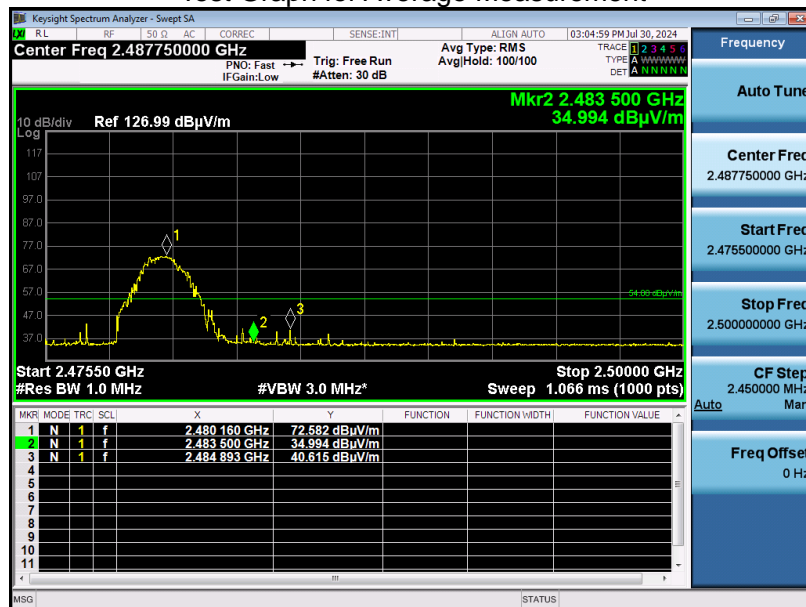 Keysight Spectrum Analyzer - Swept SA
RL RF 50 Ω AC CORREC SENSE:INT ALIGN AUTO 03:04:59 PM Jul 30, 2024
Center Freq 2.487750000 GHz
PNO: Fast
IFGain:Low
Trig: Free Run
#Atten: 30 dB
Avg Type: RMS
Avg|Hold: 100/100
TRACE 1 2 3 4 5 6
TYPE A WWWWW
DET A N N N N N
Mkr2 2.483 500 GHz
34.994 dBµV/m
10 dB/div Ref 126.99 dBµV/m
Log
117
107
97.0
87.0
77.0
67.0
57.0
47.0
37.0
1
2
3
54.00 dBµV/m
Start 2.47550 GHz Stop 2.50000 GHz
#Res BW 1.0 MHz #VBW 3.0 MHz* Sweep 1.066 ms (1000 pts)
MKR MODE TRC SCL X Y FUNCTION FUNCTION WIDTH FUNCTION VALUE
1 N 1 f 2.480 160 GHz 72.582 dBµV/m
2 N 1 f 2.483 500 GHz 34.994 dBµV/m
3 N 1 f 2.484 893 GHz 40.615 dBµV/m
4
5
6
7
8
9
10
11
MSG STATUS
Frequency
Auto Tune
Center Freq
2.487750000 GHz
Start Freq
2.475500000 GHz
Stop Freq
2.500000000 GHz
CF Step
2.450000 MHz
Auto Man
Freq Offset
0 Hz